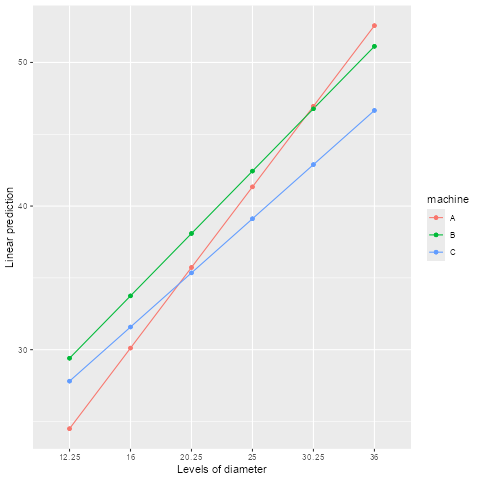 50
40
30
Linear prediction
12.25 16 20.25 25 30.25 36
Levels of diameter
machine
A
B
C